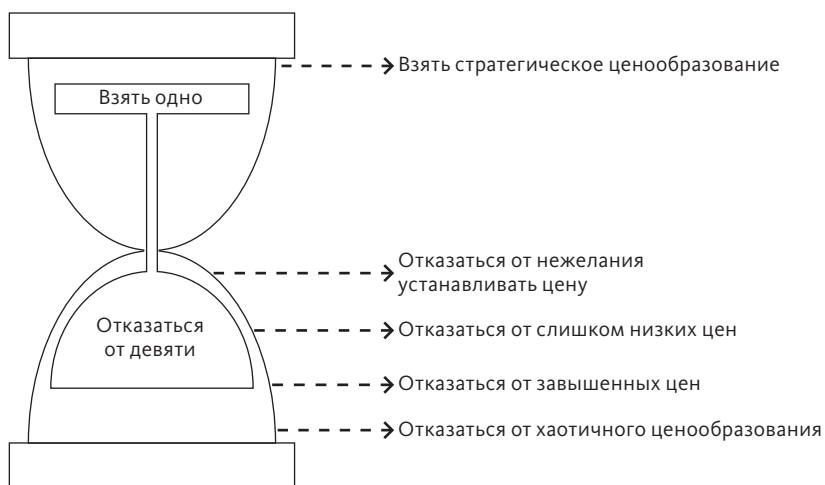 Взять стратегическое ценообразование
Взять одно
Отказаться от нежелания
устанавливать цену
Отказаться
от девяти
Отказаться от слишком низких цен
Отказаться от завышенных цен
Отказаться от хаотичного ценообразования